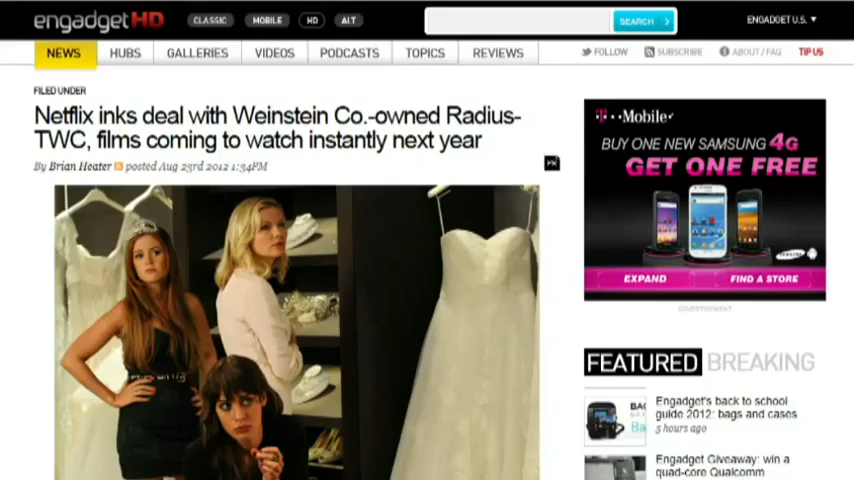 engadget HD
CLASSIC MOBILE HD ALT
SEARCH
ENGADGET U.S.
NEWS HUBS GALLERIES VIDEOS PODCASTS TOPICS REVIEWS
FOLLOW SUBSCRIBE ABOUT / FAQ TIP US
FILED UNDER
Netflix inks deal with Weinstein Co.-owned Radius-
TWC, films coming to watch instantly next year
By Brian Heater posted Aug 23rd 2012 1:34PM
T··Mobile
BUY ONE NEW SAMSUNG 4G
GET ONE FREE
SAMSUNG
EXPAND FIND A STORE
ADVERTISEMENT
FEATURED BREAKING
Engadget's back to school
guide 2012: bags and cases
5 hours ago
Engadget Giveaway: win a
quad-core Qualcomm